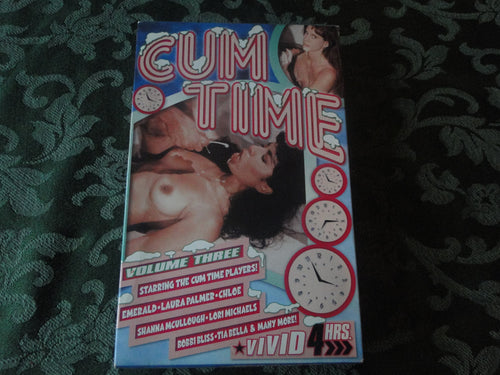 CUM
TIME
VOLUME THREE
STARRING THE CUM TIME PLAYERS!
EMERALD • LAURA PALMER • CHLOE
SHANNA MCULLOUGH • LORI MICHAELS
BOBBI BLISS • TIA BELLA & MANY MORE!
VIVID 4 HRS.